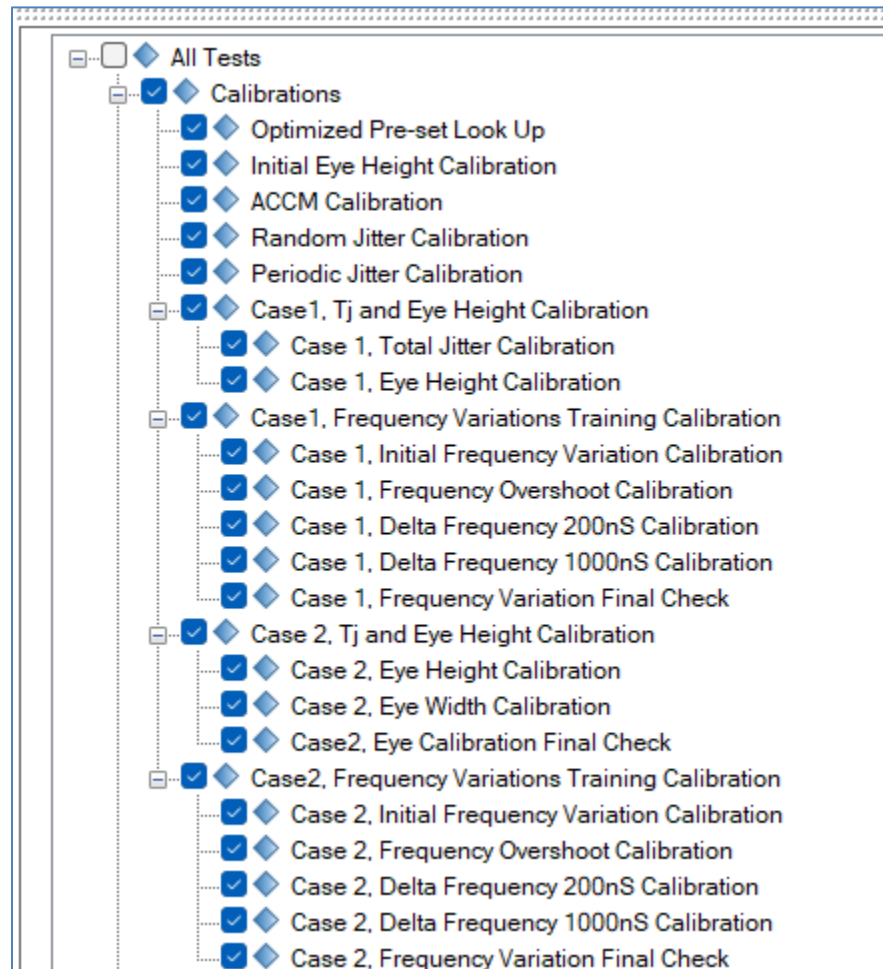 All Tests
Calibrations
Optimized Pre-set Look Up
Initial Eye Height Calibration
ACCM Calibration
Random Jitter Calibration
Periodic Jitter Calibration
Case1, Tj and Eye Height Calibration
Case 1, Total Jitter Calibration
Case 1, Eye Height Calibration
Case1, Frequency Variations Training Calibration
Case 1, Initial Frequency Variation Calibration
Case 1, Frequency Overshoot Calibration
Case 1, Delta Frequency 200nS Calibration
Case 1, Delta Frequency 1000nS Calibration
Case 1, Frequency Variation Final Check
Case 2, Tj and Eye Height Calibration
Case 2, Eye Height Calibration
Case 2, Eye Width Calibration
Case2, Eye Calibration Final Check
Case2, Frequency Variations Training Calibration
Case 2, Initial Frequency Variation Calibration
Case 2, Frequency Overshoot Calibration
Case 2, Delta Frequency 200nS Calibration
Case 2, Delta Frequency 1000nS Calibration
Case 2, Frequency Variation Final Check